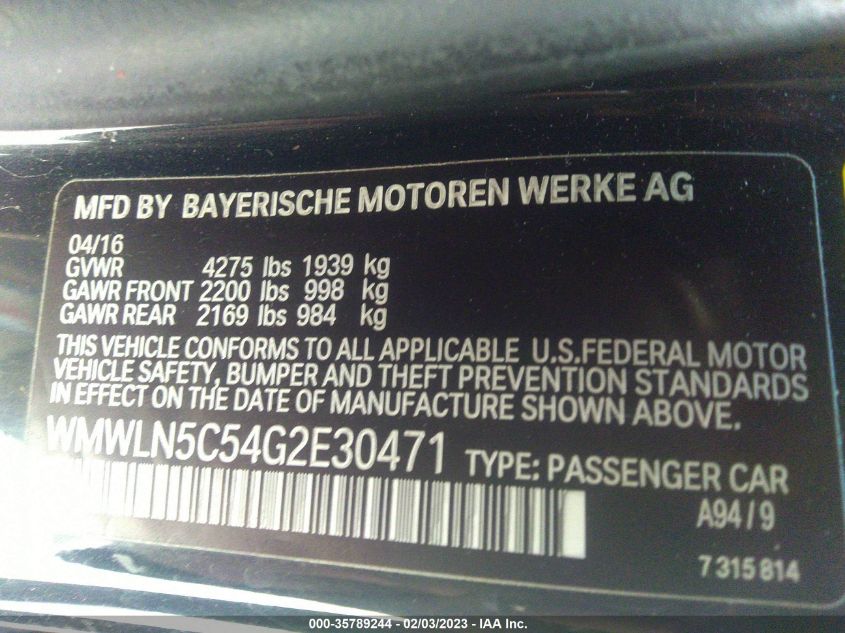 MFD BY BAYERISCHE MOTOREN WERKE AG
04/16
GVWR 4275 lbs 1939 kg
GAWR FRONT 2200 lbs 998 kg
GAWR REAR 2169 lbs 984 kg
THIS VEHICLE CONFORMS TO ALL APPLICABLE U.S.FEDERAL MOTOR
VEHICLE SAFETY, BUMPER AND THEFT PREVENTION STANDARDS
IN EFFECT ON THE DATE OF MANUFACTURE SHOWN ABOVE.
WMWLN5C54G2E30471 TYPE: PASSENGER CAR
A94/9
7315814
000-35789244 - 02/03/2023 - IAA Inc.